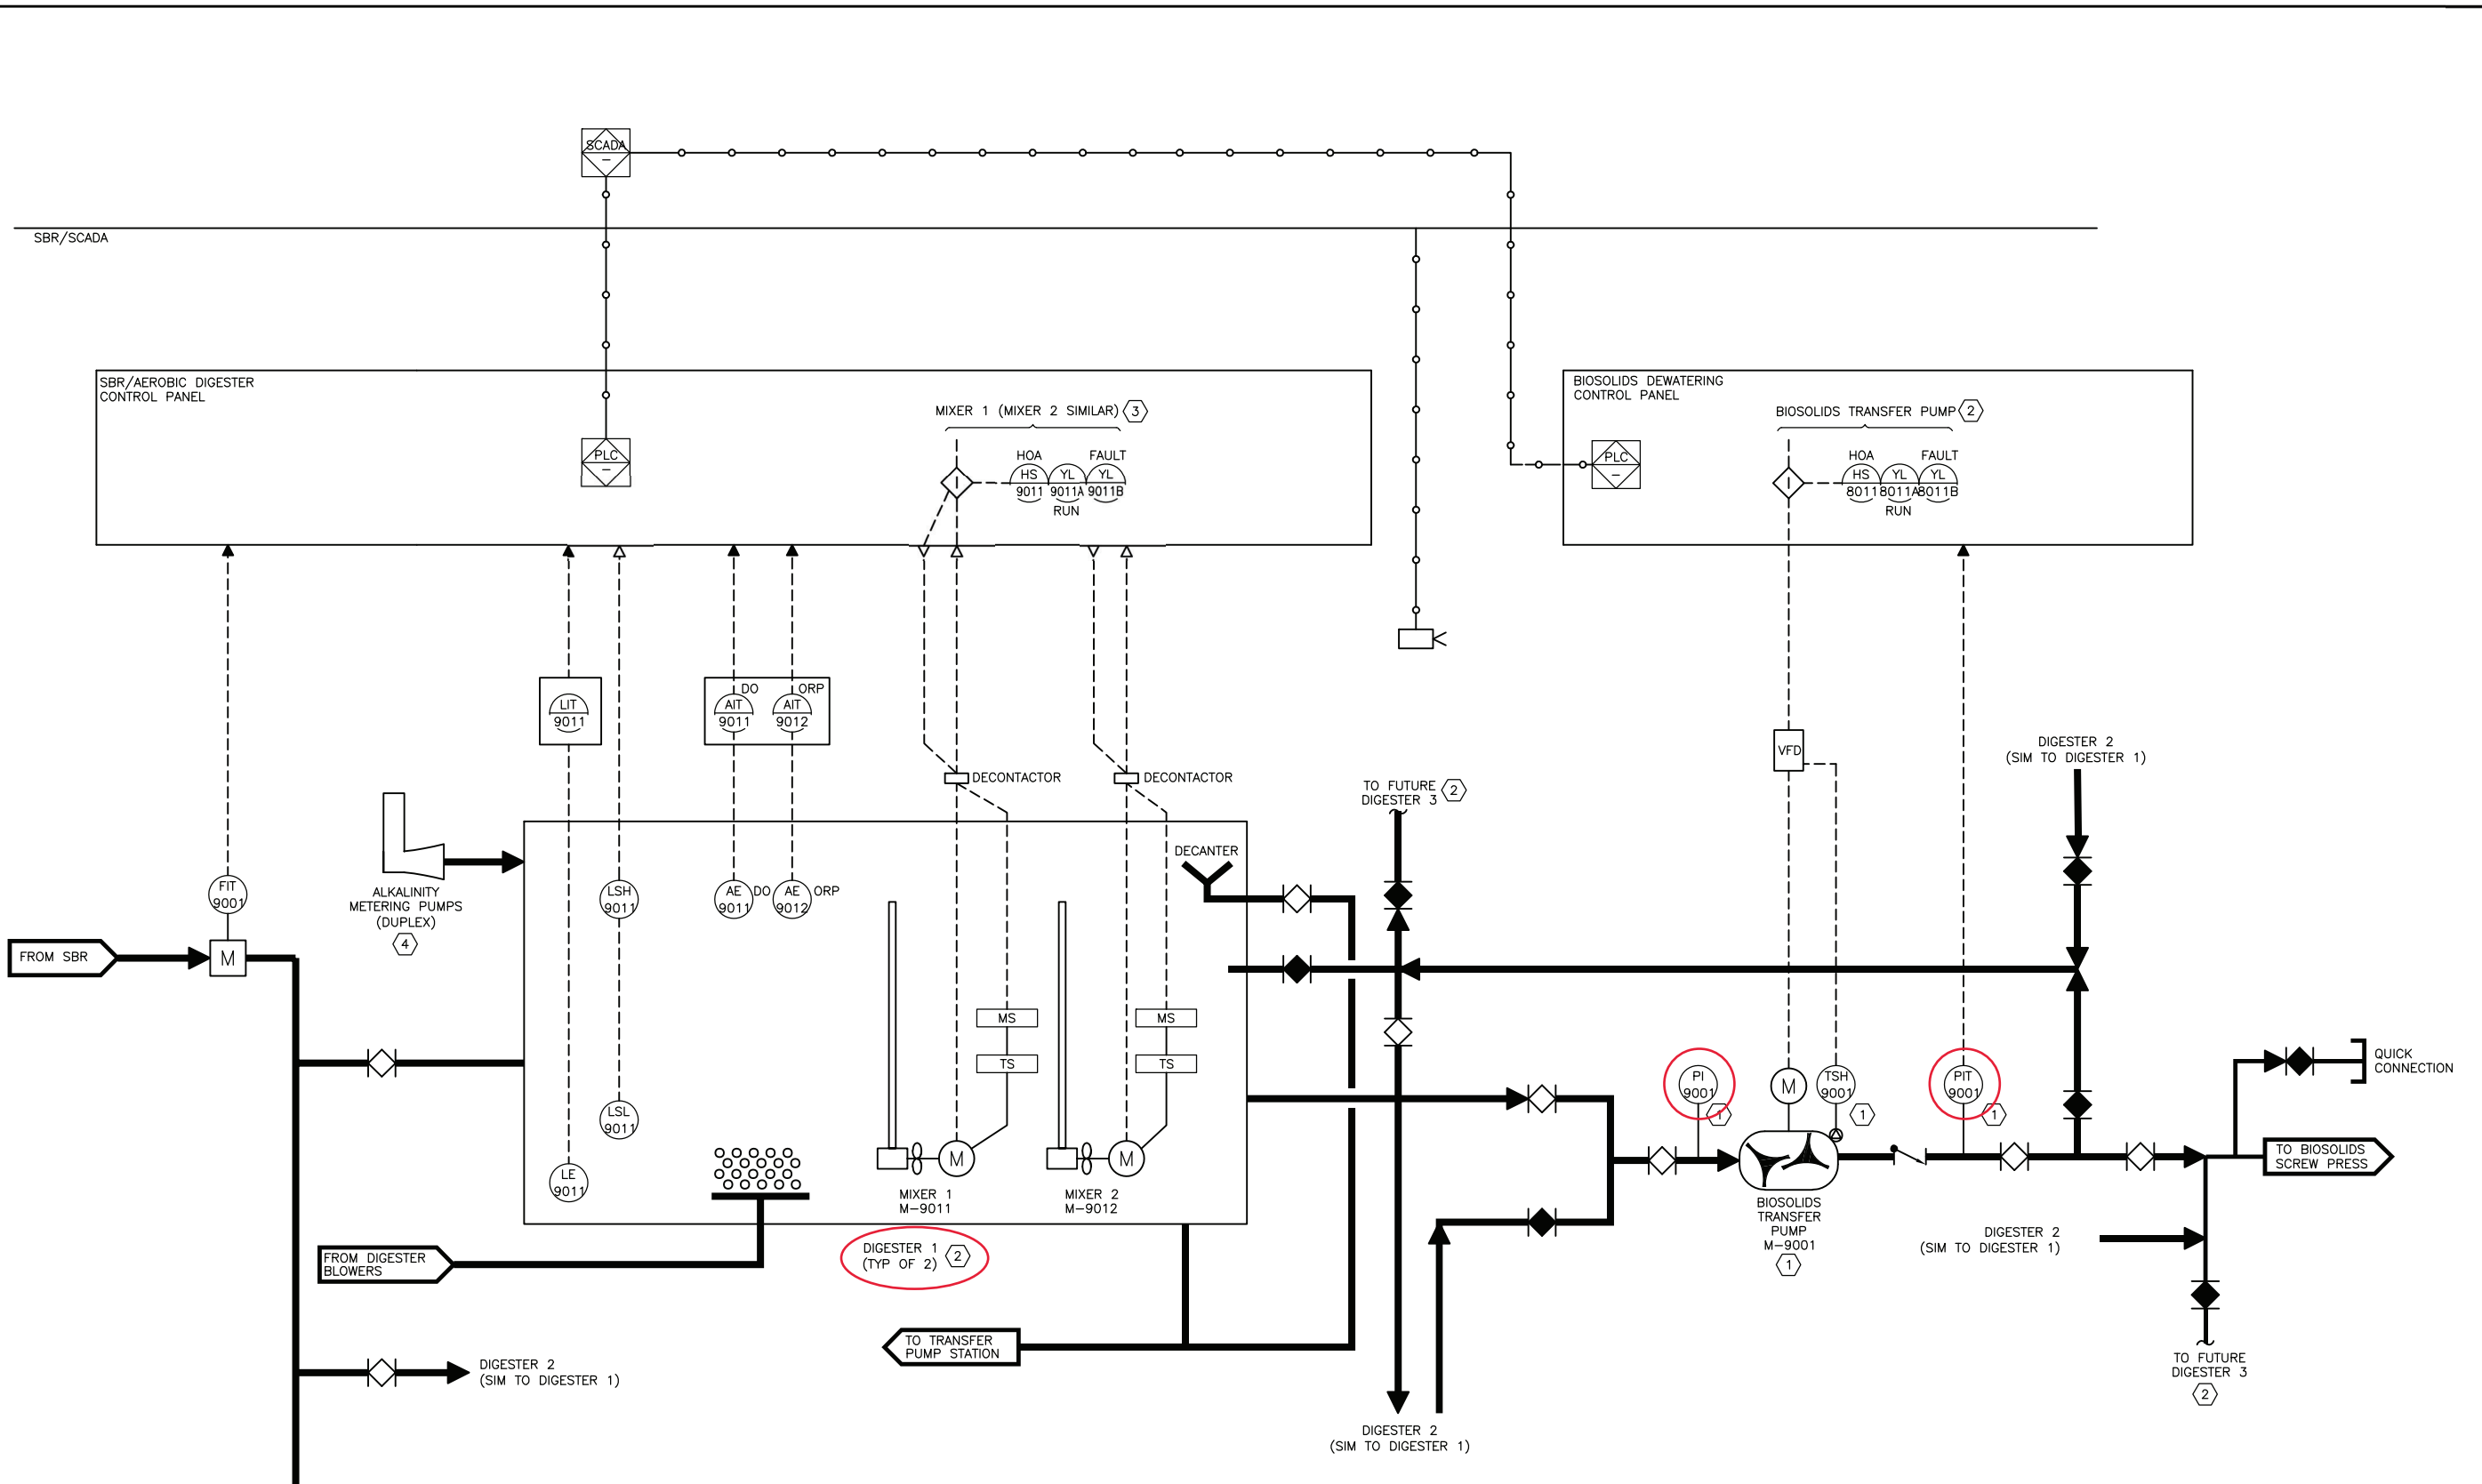 SCADA
–
SBR/SCADA
SBR/AEROBIC DIGESTER
CONTROL PANEL
PLC
–
MIXER 1 (MIXER 2 SIMILAR) 3
HOA FAULT
HS YL YL
9011 9011A 9011B
RUN
BIOSOLIDS DEWATERING
CONTROL PANEL
PLC
–
BIOSOLIDS TRANSFER PUMP 2
HOA FAULT
HS YL YL
8011 8011A 8011B
RUN
LIT
9011
DO ORP
AIT AIT
9011 9012
DECONTACTOR
DECONTACTOR
VFD
DIGESTER 2
(SIM TO DIGESTER 1)
TO FUTURE
DIGESTER 3 2
ALKALINITY
METERING PUMPS
(DUPLEX)
4
FIT
9001
FROM SBR
M
LSH
9011
AE DO AE ORP
9011 9012
DECANTER
MS
TS
MS
TS
LSL
9011
LE
9011
M
MIXER 1
M-9011
M
MIXER 2
M-9012
DIGESTER 1
(TYP OF 2) 2
FROM DIGESTER
BLOWERS
TO TRANSFER
PUMP STATION
DIGESTER 2
(SIM TO DIGESTER 1)
DIGESTER 2
(SIM TO DIGESTER 1)
PI
9001
1
M
TSH
9001
1
PIT
9001
1
BIOSOLIDS
TRANSFER
PUMP
M-9001
1
QUICK
CONNECTION
TO BIOSOLIDS
SCREW PRESS
DIGESTER 2
(SIM TO DIGESTER 1)
TO FUTURE
DIGESTER 3
2